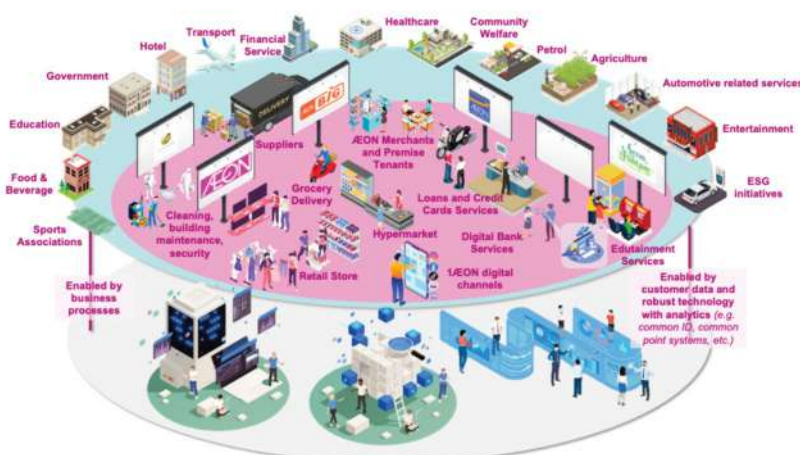 Transport
Financial
Service
Healthcare
Community
Welfare
Hotel
Petrol
Agriculture
Government
Automotive related services
Education
Entertainment
DELIVERY
BiG
ÆON
Suppliers
ÆON Merchants
and Premise
Tenants
Food &
Beverage
ÆON
ESG
initiatives
Grocery
Delivery
Loans and Credit
Cards Services
Cleaning,
building
maintenance,
security
Hypermarket
Digital Bank
Services
Edutainment
Services
Sports
Associations
Retail Store
1ÆON digital
channels
Enabled by
business
processes
Enabled by
customer data and
robust technology
with analytics (e.g.
common ID, common
point systems, etc.)